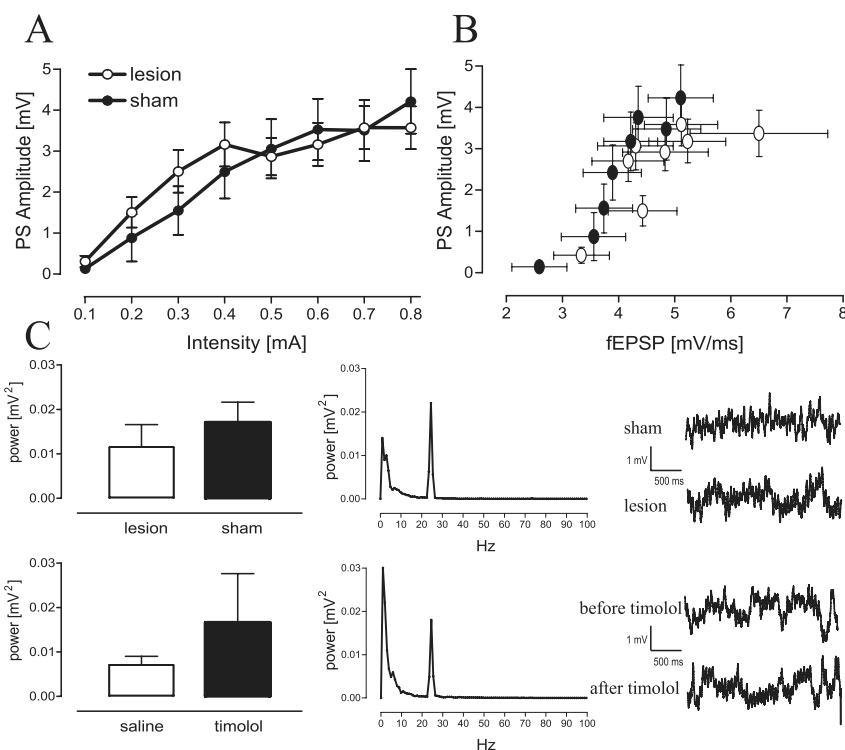 A
lesion
sham
PS Amplitude [mV]
5
4
3
2
1
0
0.1 0.2 0.3 0.4 0.5 0.6 0.7 0.8
Intensity [mA]
B
PS Amplitude [mV]
5
4
3
2
1
0
2 3 4 5 6 7 8
fEPSP [mV/ms]
C
power [mV²]
0.03
0.02
0.01
0.00
lesion sham
power [mV²]
0.03
0.02
0.01
0.00
0 10 20 30 40 50 60 70 80 90 100
Hz
sham
1 mV
500 ms
lesion
power [mV²]
0.03
0.02
0.01
0.00
saline timolol
power [mV²]
0.03
0.02
0.01
0.0
0 10 20 30 40 50 60 70 80 90 100
Hz
before timolol
1 mV
500 ms
after timolol